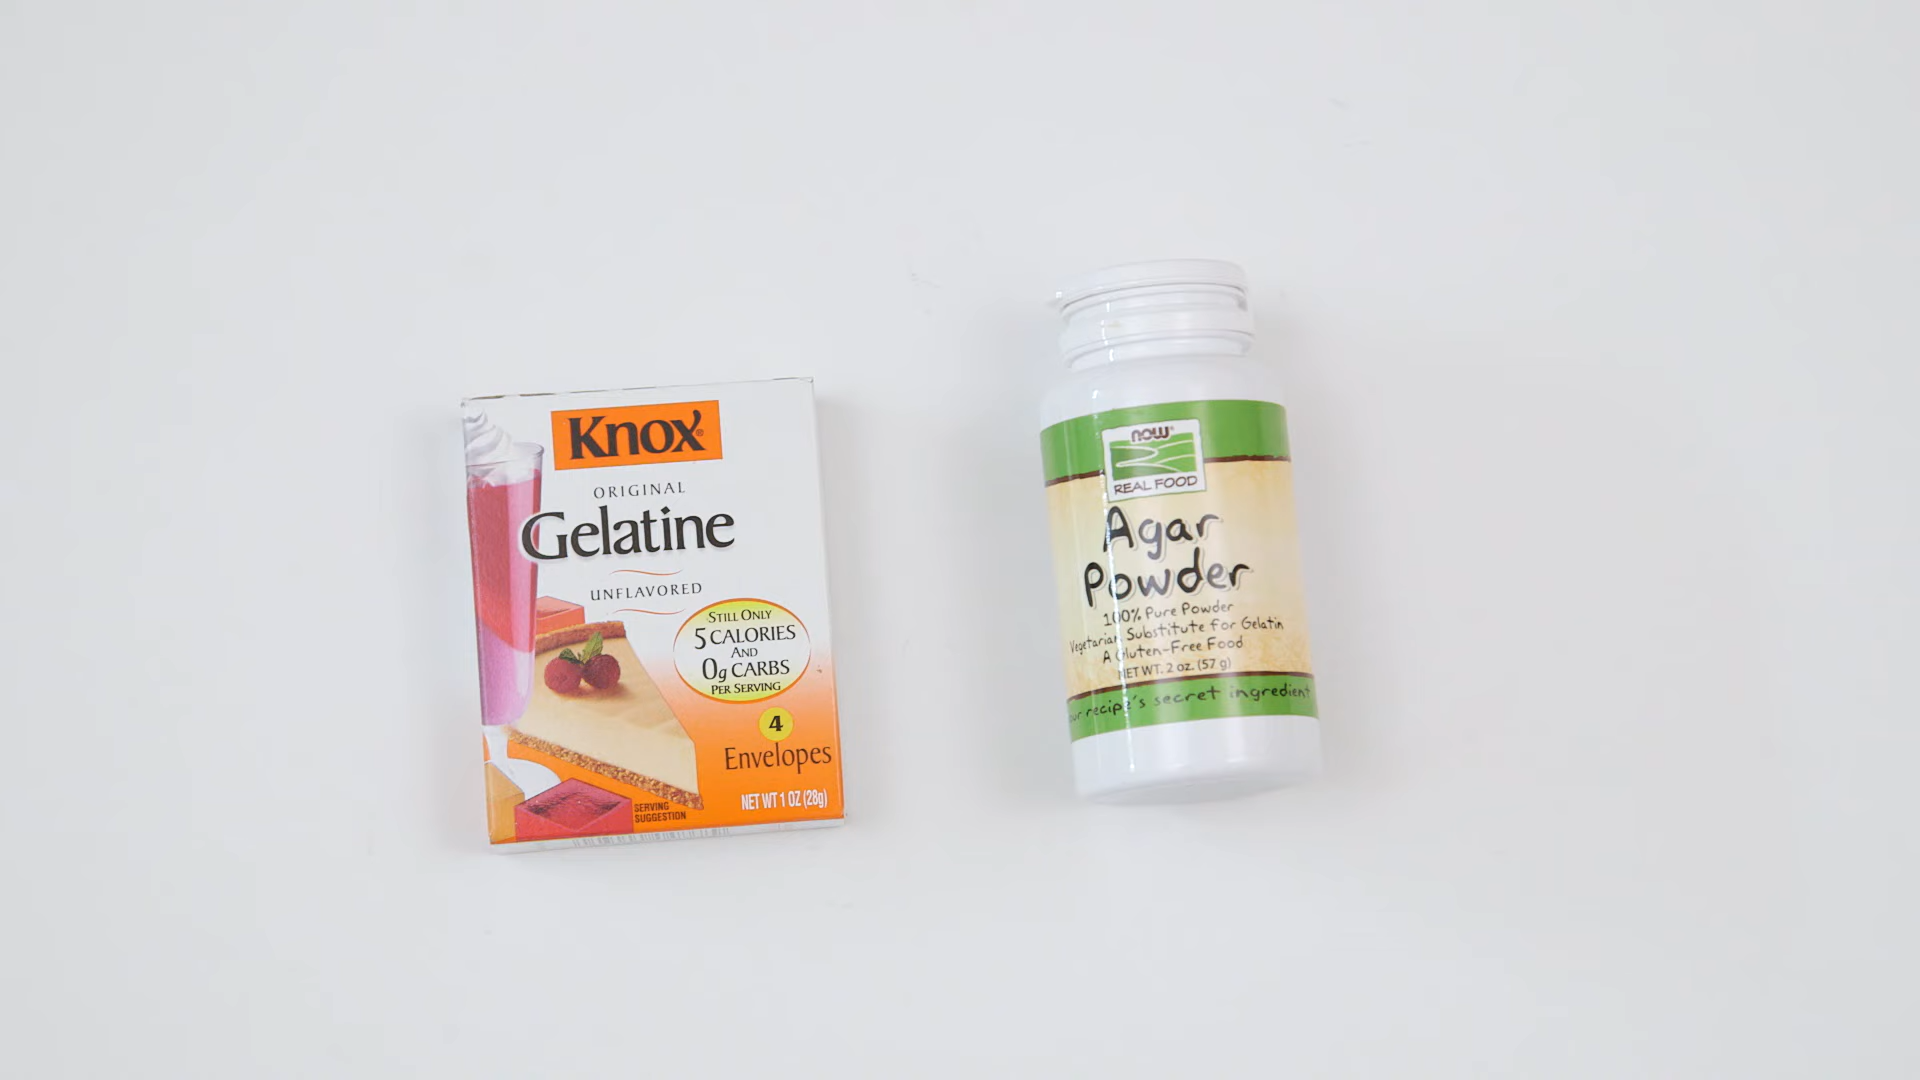 Knox
ORIGINAL
Gelatine
UNFLAVORED
STILL ONLY
5 CALORIES
AND
0g CARBS
PER SERVING
4
Envelopes
NET WT 1 OZ (28g)
SERVING
SUGGESTION
now
REAL FOOD
Agar
Powder
100% Pure Powder
Vegetarian Substitute for Gelatin
A Gluten-Free Food
NET WT. 2 oz. (57 g)
recipe's secret ingredient